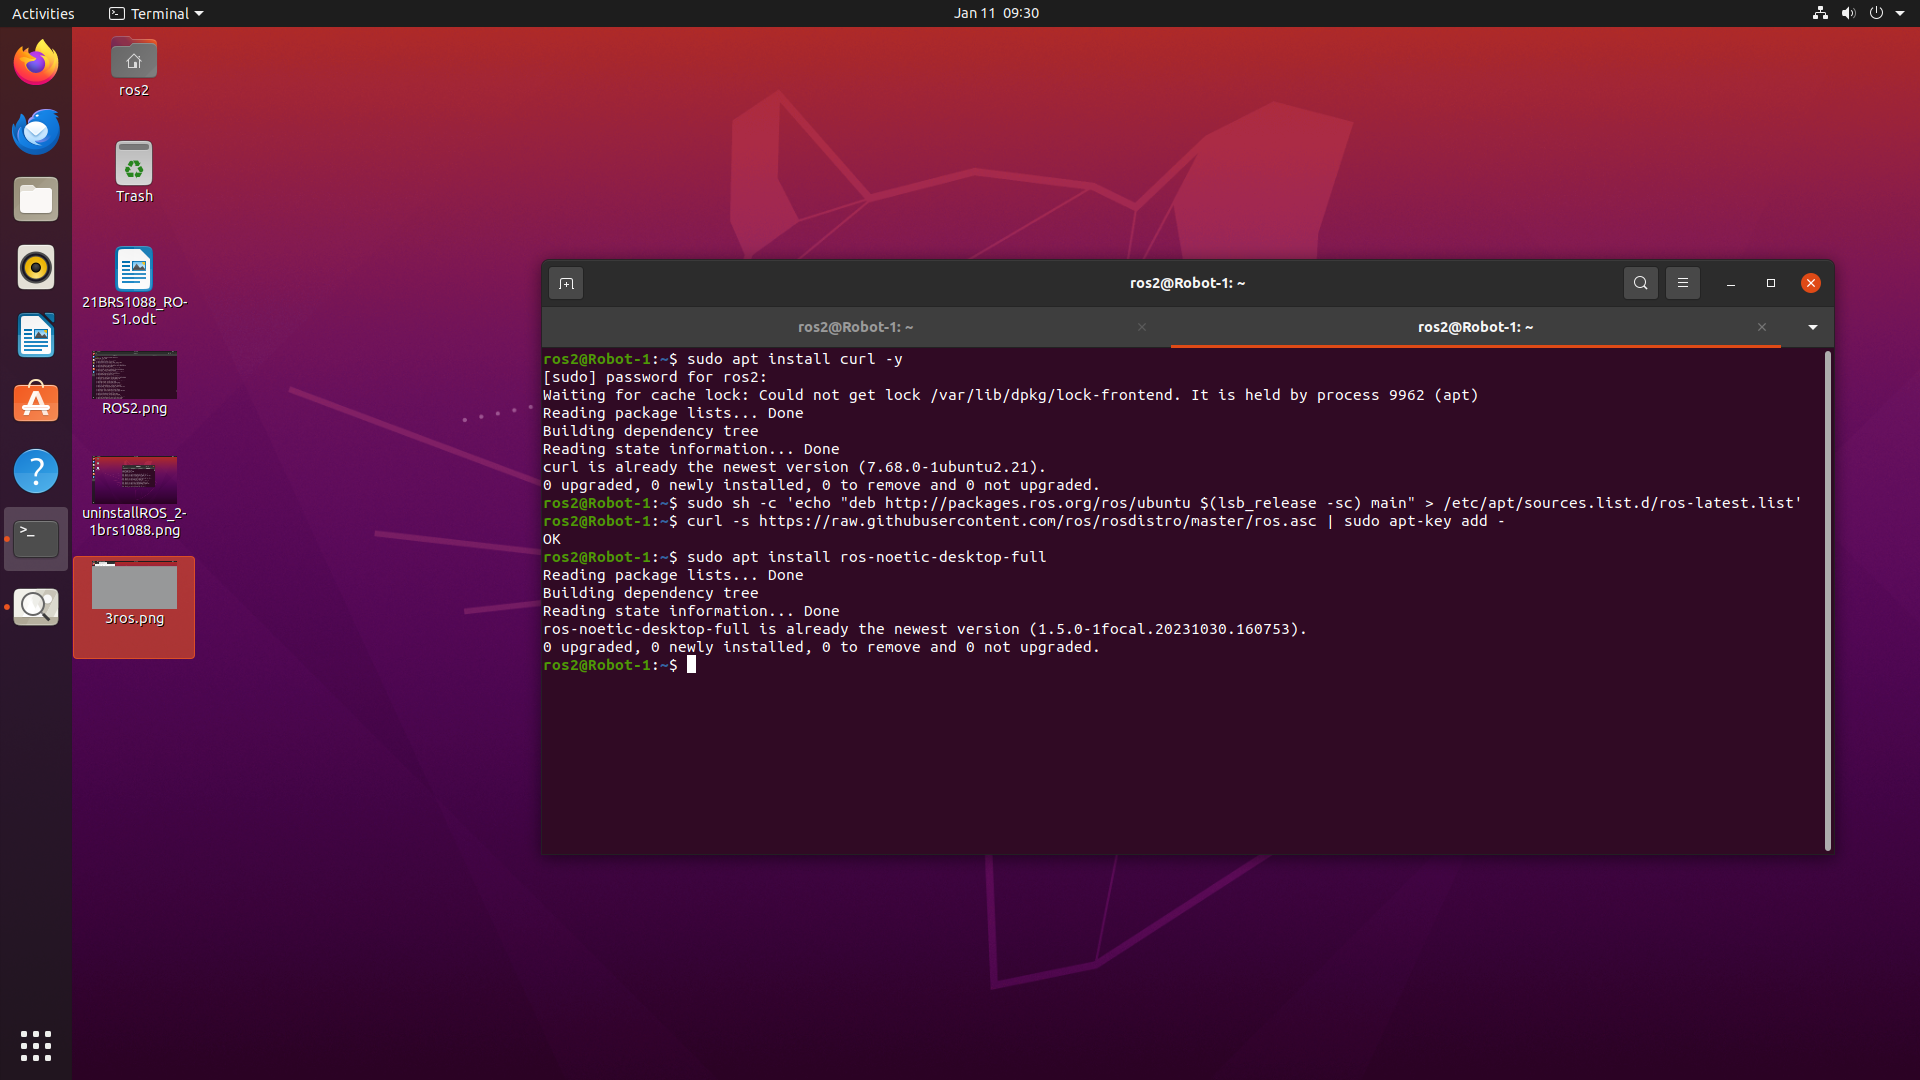 Activities
Terminal
Jan 11 09:30
ros2
Trash
21BRS1088_RO-
S1.odt
ROS2.png
uninstallROS_2-
1brs1088.png
3ros.png
ros2@Robot-1: ~
ros2@Robot-1: ~
ros2@Robot-1: ~
ros2@Robot-1:~$ sudo apt install curl -y
[sudo] password for ros2:
Waiting for cache lock: Could not get lock /var/lib/dpkg/lock-frontend. It is held by process 9962 (apt)
Reading package lists... Done
Building dependency tree
Reading state information... Done
curl is already the newest version (7.68.0-1ubuntu2.21).
0 upgraded, 0 newly installed, 0 to remove and 0 not upgraded.
ros2@Robot-1:~$ sudo sh -c 'echo "deb http://packages.ros.org/ros/ubuntu $(lsb_release -sc) main" > /etc/apt/sources.list.d/ros-latest.list'
ros2@Robot-1:~$ curl -s https://raw.githubusercontent.com/ros/rosdistro/master/ros.asc | sudo apt-key add -
OK
ros2@Robot-1:~$ sudo apt install ros-noetic-desktop-full
Reading package lists... Done
Building dependency tree
Reading state information... Done
ros-noetic-desktop-full is already the newest version (1.5.0-1focal.20231030.160753).
0 upgraded, 0 newly installed, 0 to remove and 0 not upgraded.
ros2@Robot-1:~$